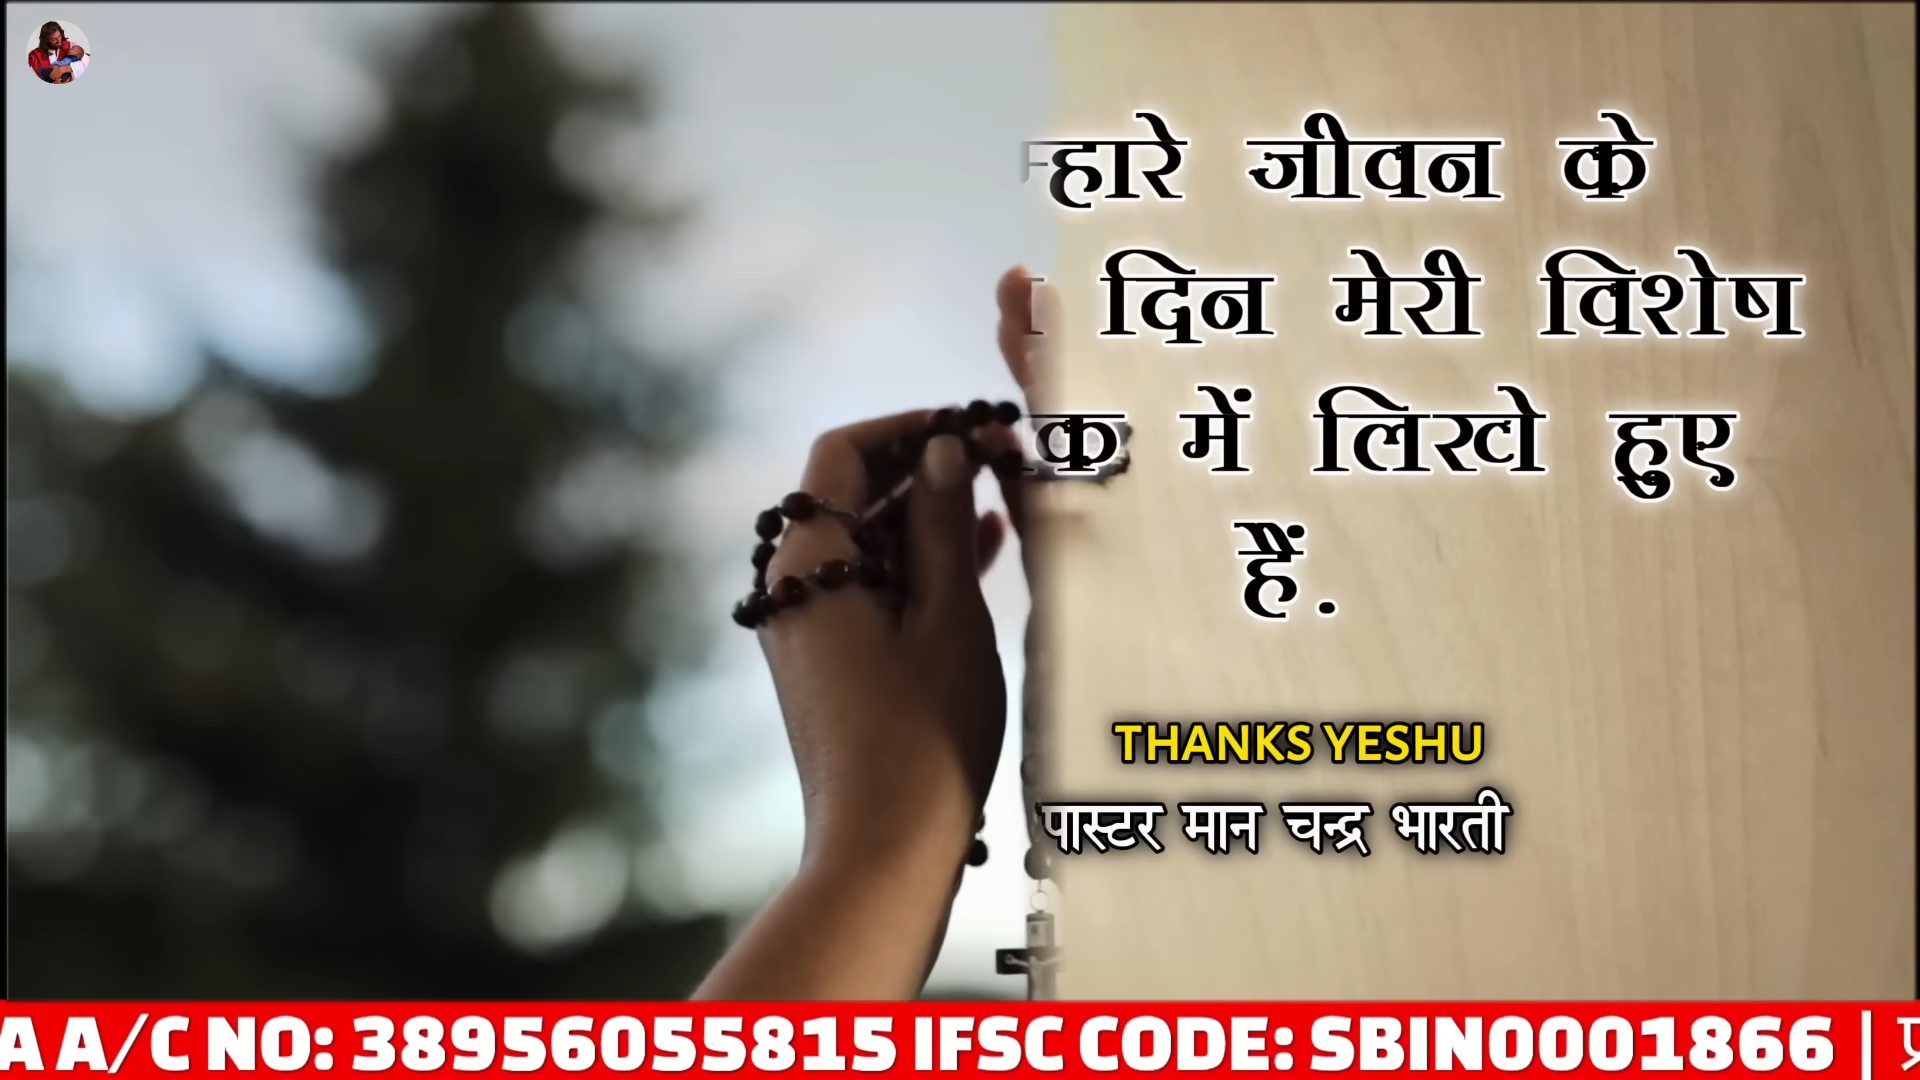 जीवन के
दिन मेरी विशेष
में लिखे हुए
हैं.
THANKS YESHU
पास्टर मान चन्द्र भारती
A/C NO: 38956055815 IFSC CODE: SBIN0001866 |